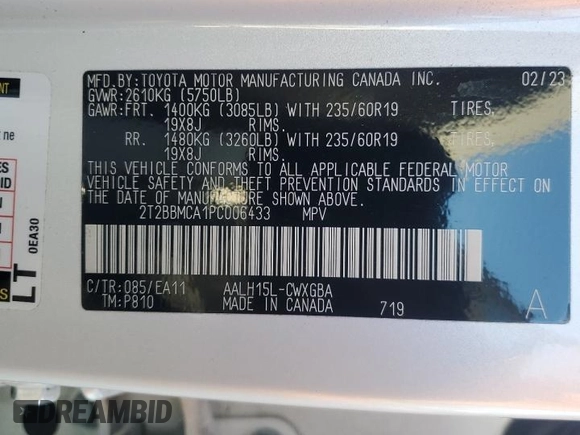 MFD.BY:TOYOTA MOTOR MANUFACTURING CANADA INC. 02/23
GVWR:2610KG (5750LB)
GAWR:FRT. 1400KG (3085LB) WITH 235/60R19 TIRES,
19X8J RIMS.
RR. 1480KG (3260LB) WITH 235/60R19 TIRES,
19X8J RIMS.
THIS VEHICLE CONFORMS TO ALL APPLICABLE FEDERAL MOTOR
VEHICLE SAFETY AND THEFT PREVENTION STANDARDS IN EFFECT ON
THE DATE OF MANUFACTURE SHOWN ABOVE.
2T2BBMCA1PC006433 MPV
C/TR:085/EA11 AALH15L-CWXGBA
TM:P810 MADE IN CANADA 719 A
LT
0EA30
ne
DREAMBID